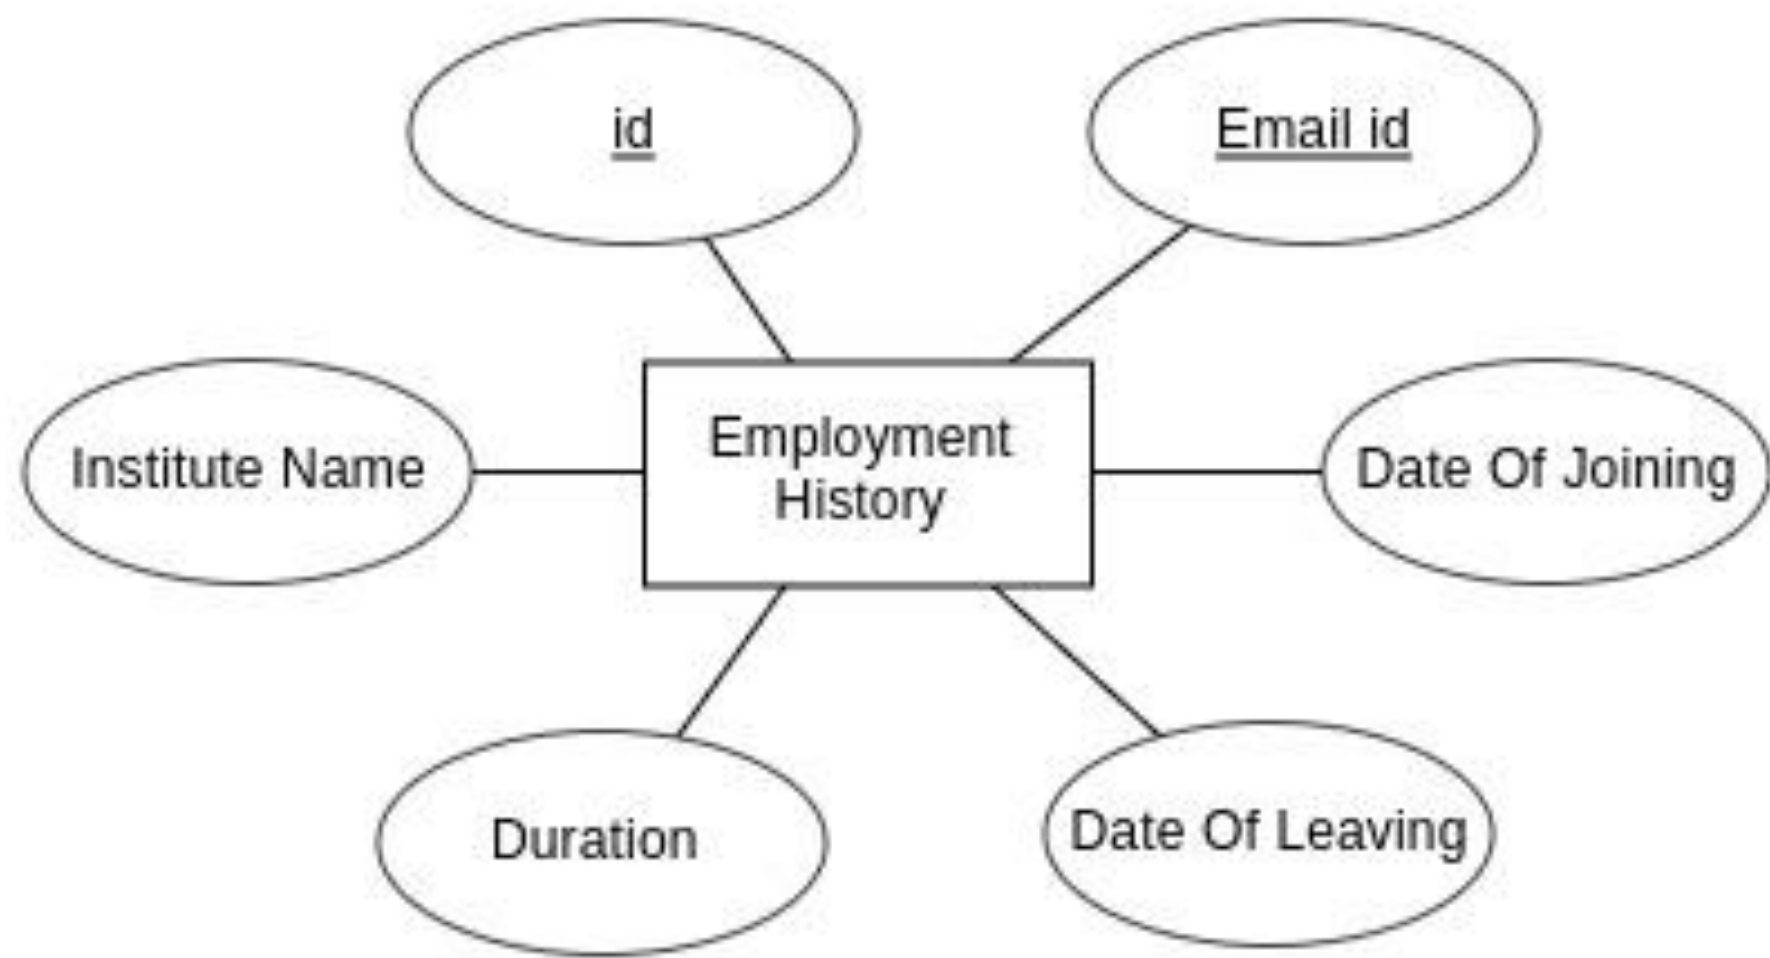 id
Email id
Institute Name
Employment
History
Date Of Joining
Duration
Date Of Leaving